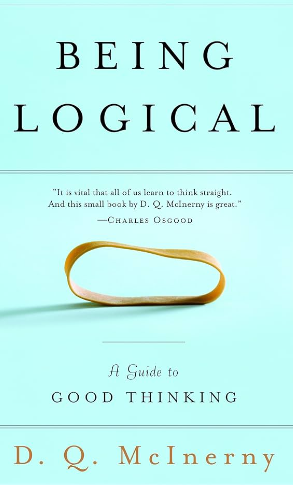 BEING
LOGICAL
"It is vital that all of us learn to think straight.
And this small book by D. Q. McInerny is great."
—Charles Osgood
A Guide to
GOOD THINKING
D. Q. McInerny